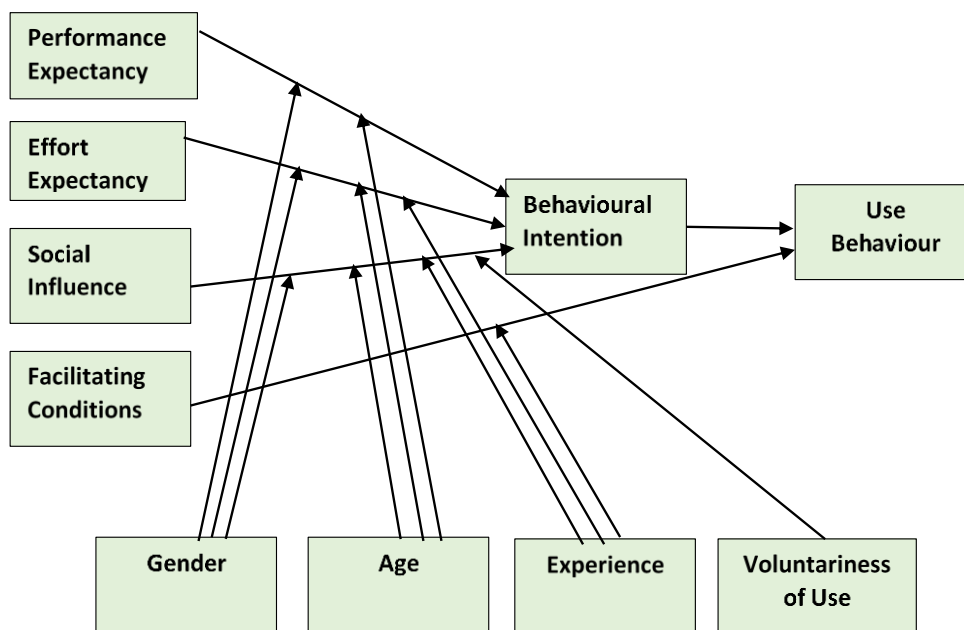 Performance
Expectancy
Effort
Expectancy
Social
Influence
Facilitating
Conditions
Behavioural
Intention
Use
Behaviour
Gender
Age
Experience
Voluntariness
of Use